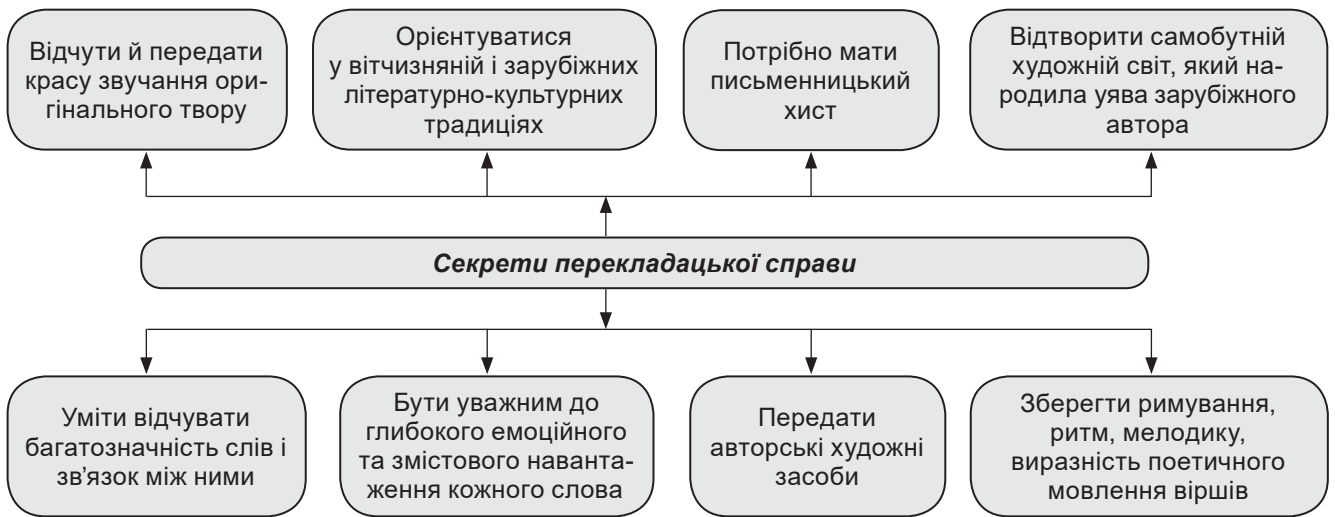 Відчути й передати
красу звучання ори-
гінального твору
Орієнтуватися
у вітчизняній і зарубіжних
літературно-культурних
традиціях
Потрібно мати
письменницький
хист
Відтворити самобутній
художній світ, який на-
родила уява зарубіжного
автора
Секрети перекладацької справи
Уміти відчувати
багатозначність слів і
зв’язок між ними
Бути уважним до
глибокого емоційного
та змістового наванта-
ження кожного слова
Передати
авторські художні
засоби
Зберегти римування,
ритм, мелодику,
виразність поетичного
мовлення віршів